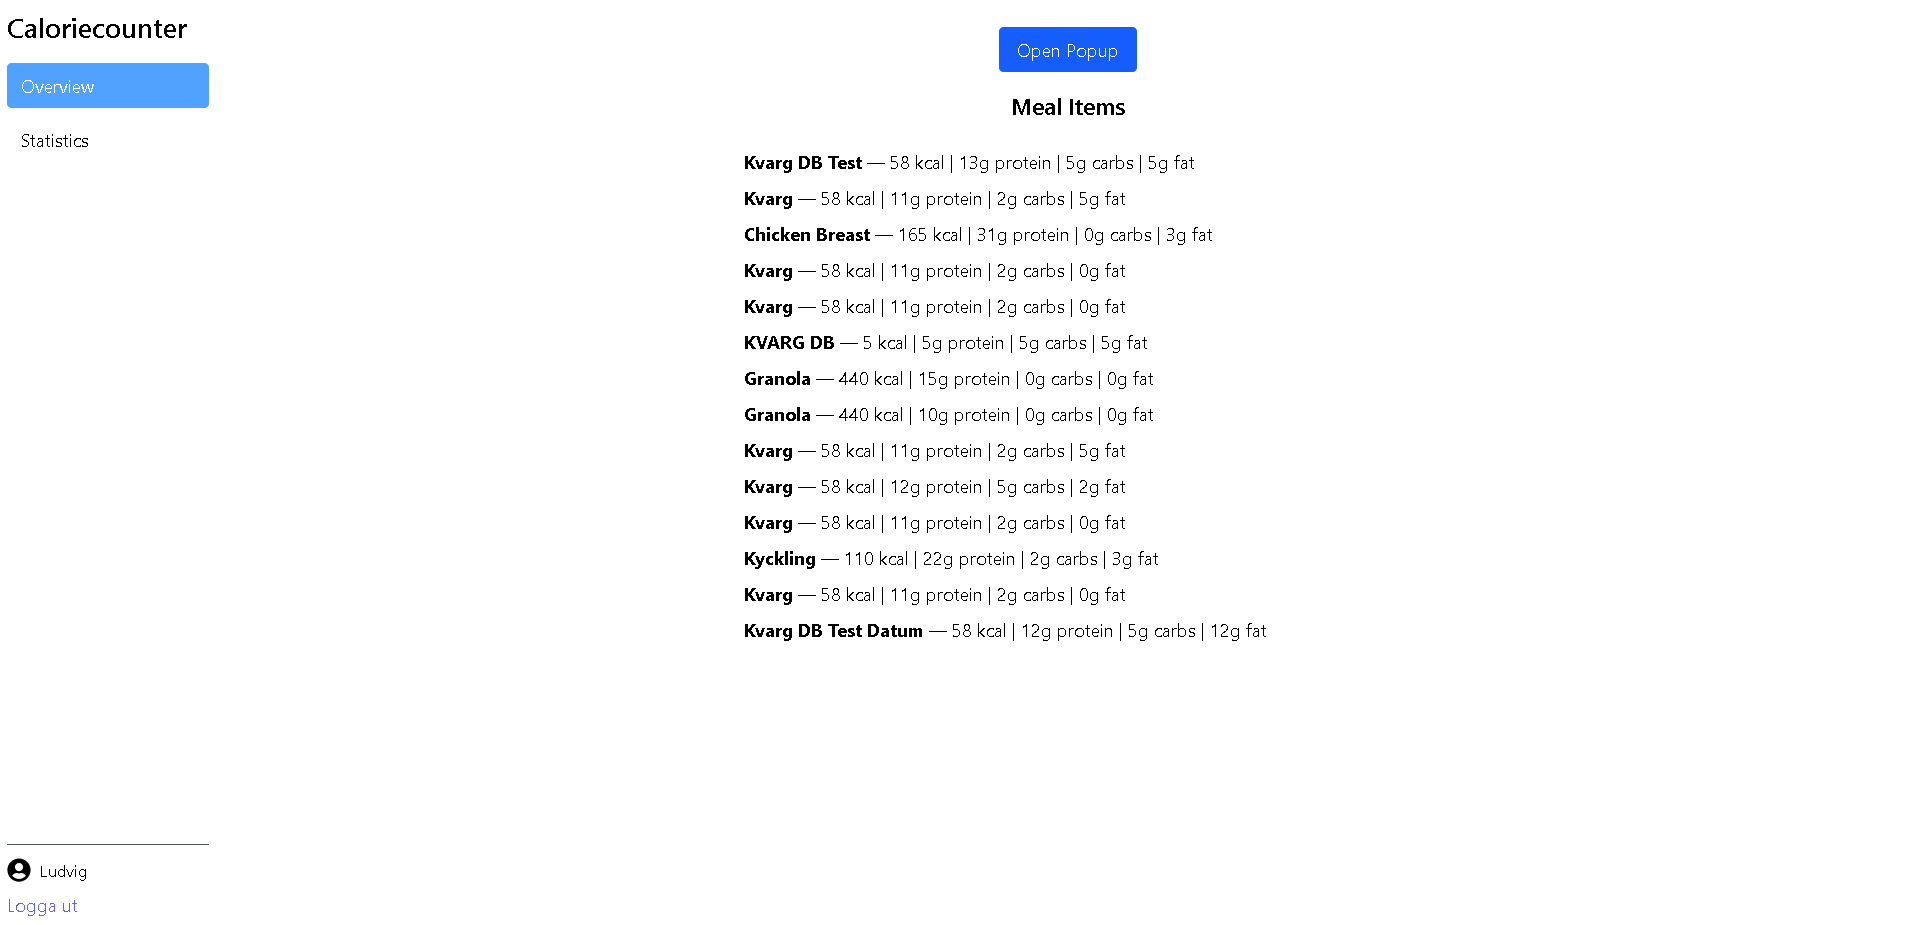 Caloriecounter
Overview
Statistics
Open Popup
Meal Items
Kvarg DB Test — 58 kcal | 13g protein | 5g carbs | 5g fat
Kvarg — 58 kcal | 11g protein | 2g carbs | 5g fat
Chicken Breast — 165 kcal | 31g protein | 0g carbs | 3g fat
Kvarg — 58 kcal | 11g protein | 2g carbs | 0g fat
Kvarg — 58 kcal | 11g protein | 2g carbs | 0g fat
KVARG DB — 5 kcal | 5g protein | 5g carbs | 5g fat
Granola — 440 kcal | 15g protein | 0g carbs | 0g fat
Granola — 440 kcal | 10g protein | 0g carbs | 0g fat
Kvarg — 58 kcal | 11g protein | 2g carbs | 5g fat
Kvarg — 58 kcal | 12g protein | 5g carbs | 2g fat
Kvarg — 58 kcal | 11g protein | 2g carbs | 0g fat
Kyckling — 110 kcal | 22g protein | 2g carbs | 3g fat
Kvarg — 58 kcal | 11g protein | 2g carbs | 0g fat
Kvarg DB Test Datum — 58 kcal | 12g protein | 5g carbs | 12g fat
Ludvig
Logga ut